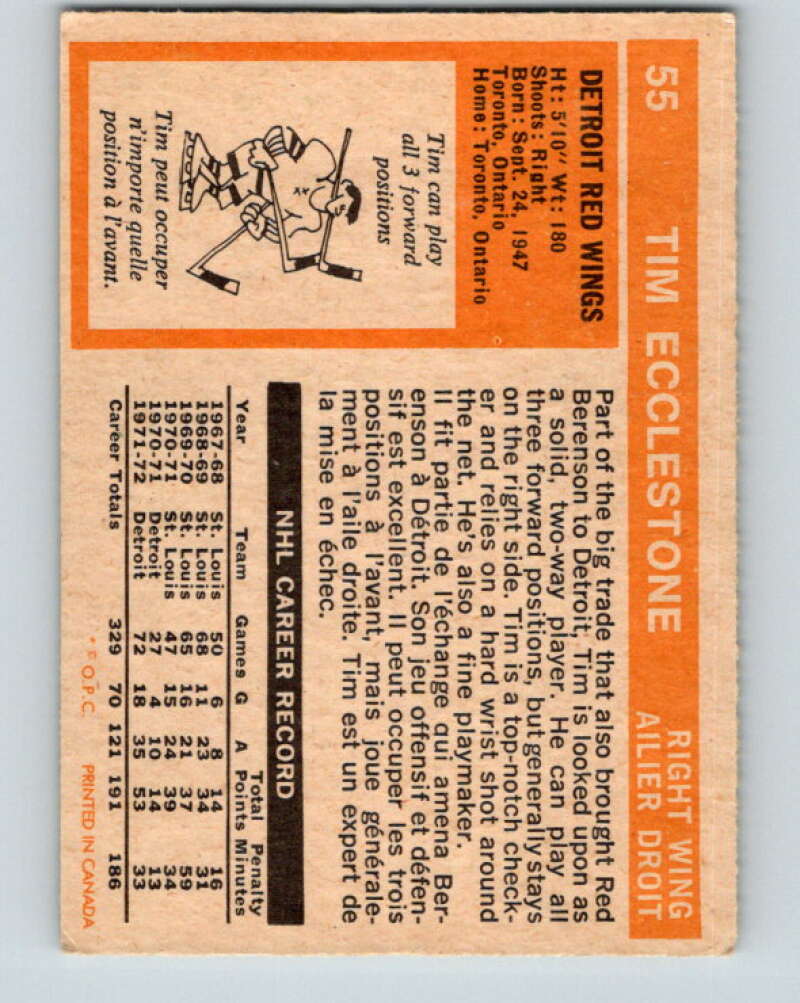 55 TIM ECCLESTONE
RIGHT WING
AILIER DROIT
DETROIT RED WINGS
Ht: 5'10" Wt: 180
Shoots: Right
Born: Sept. 24, 1947
Toronto, Ontario
Home: Toronto, Ontario
Tim can play
all 3 forward
positions
Tim peut occuper
n'importe quelle
position à l'avant.
Part of the big trade that also brought Red
Berenson to Detroit, Tim is looked upon as
a solid, two-way player. He can play all
three forward positions, but generally stays
on the right side. Tim is a top-notch check-
er and relies on a hard wrist shot around
the net. He's also a fine playmaker.
Il fit partie de l'échange qui amena Ber-
enson à Détroit. Son jeu offensif et défen-
sif est excellent. Il peut occuper les trois
positions à l'avant, mais joue générale-
ment à l'aile droite. Tim est un expert de
la mise en échec.
NHL CAREER RECORD
Total Penalty
Year Team Games G A Points Minutes
1967-68 St. Louis 50 6 8 14 16
1968-69 St. Louis 68 11 23 34 31
1969-70 St. Louis 65 16 21 37 59
1970-71 St. Louis 47 15 24 39 34
1970-71 Detroit 27 4 10 14 13
1971-72 Detroit 72 18 35 53 33
Career Totals 329 70 121 191 186
O.P.C. PRINTED IN CANADA